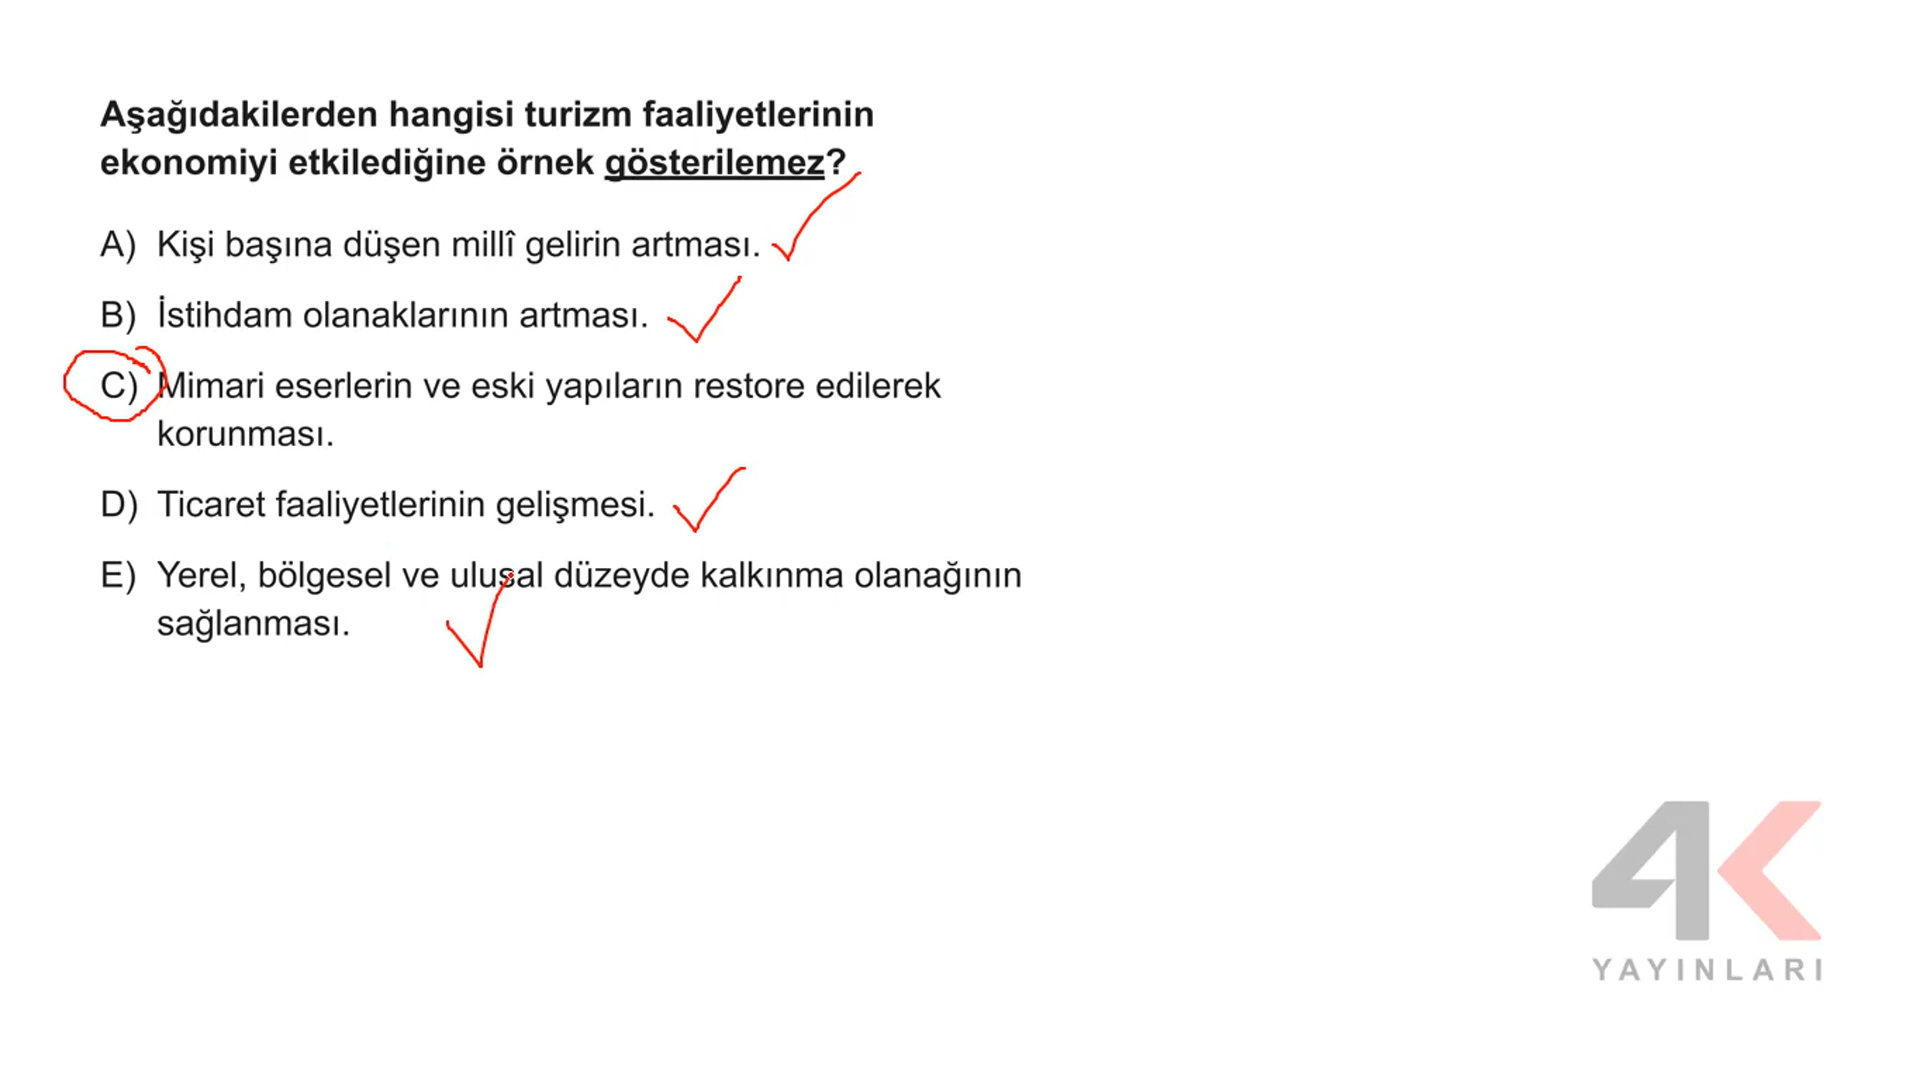 Aşağıdakilerden hangisi turizm faaliyetlerinin
ekonomiyi etkilediğine örnek gösterilemez?
A) Kişi başına düşen millî gelirin artması.
B) İstihdam olanaklarının artması.
C) Mimari eserlerin ve eski yapıların restore edilerek
korunması.
D) Ticaret faaliyetlerinin gelişmesi.
E) Yerel, bölgesel ve ulusal düzeyde kalkınma olanağının
sağlanması.
4K
YAYINLARI